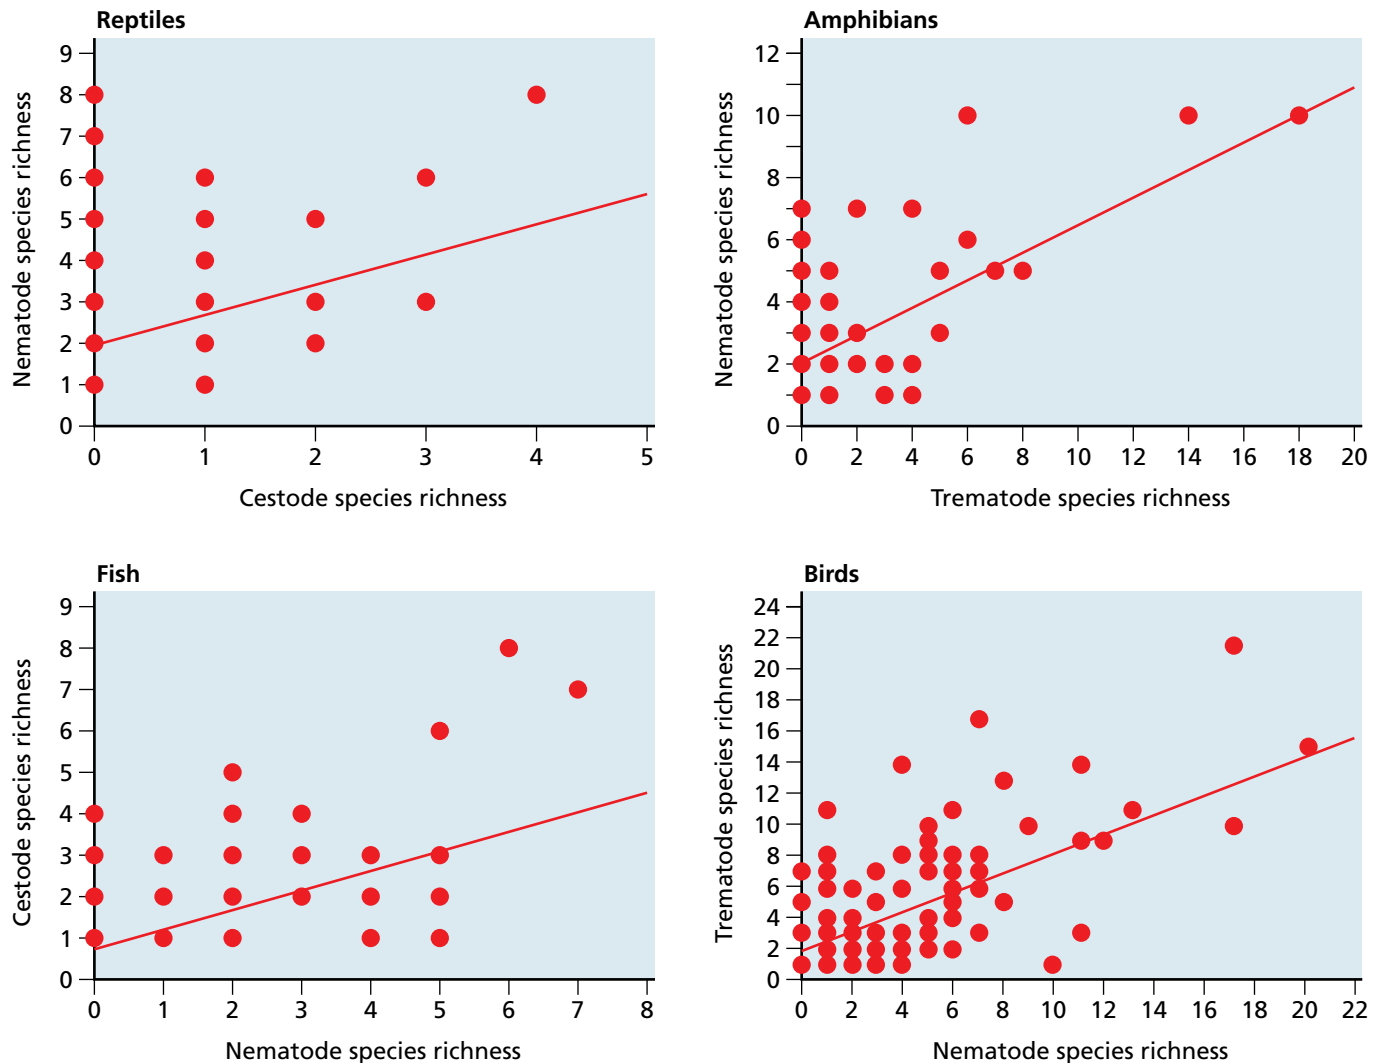 Reptiles
9
8
7
6
5
4
3
2
1
0
Nematode species richness
0 1 2 3 4 5
Cestode species richness
Amphibians
12
10
8
6
4
2
0
Nematode species richness
0 2 4 6 8 10 12 14 16 18 20
Trematode species richness
Fish
9
8
7
6
5
4
3
2
1
0
Cestode species richness
0 1 2 3 4 5 6 7 8
Nematode species richness
Birds
24
22
20
18
16
14
12
10
8
6
4
2
0
Trematode species richness
0 2 4 6 8 10 12 14 16 18 20 22
Nematode species richness